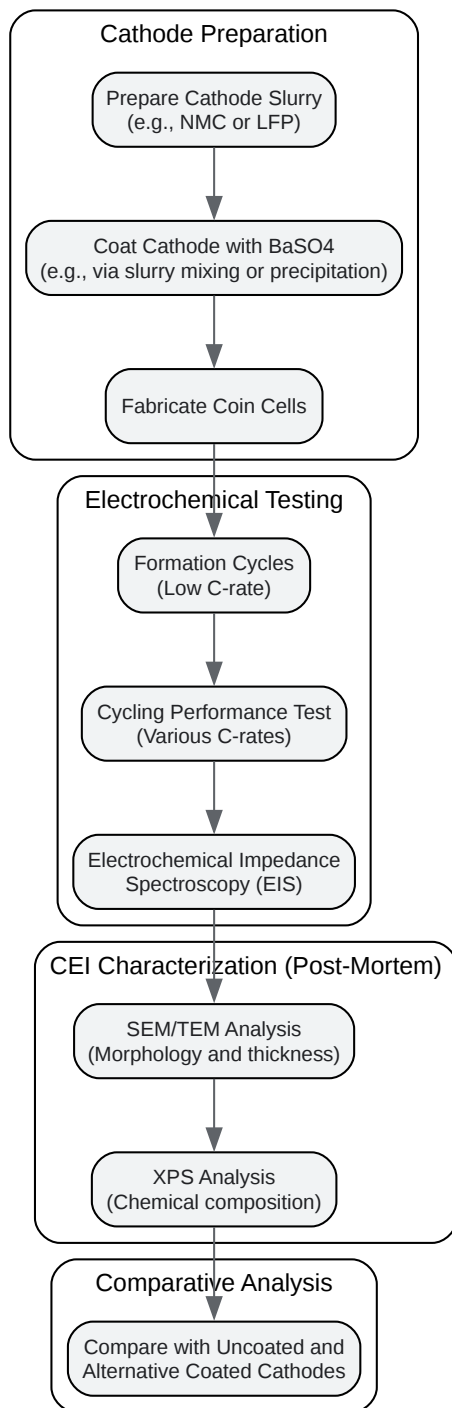 Cathode Preparation
Prepare Cathode Slurry
(e.g., NMC or LFP)
Coat Cathode with BaSO4
(e.g., via slurry mixing or precipitation)
Fabricate Coin Cells
Electrochemical Testing
Formation Cycles
(Low C-rate)
Cycling Performance Test
(Various C-rates)
Electrochemical Impedance
Spectroscopy (EIS)
CEI Characterization (Post-Mortem)
SEM/TEM Analysis
(Morphology and thickness)
XPS Analysis
(Chemical composition)
Comparative Analysis
Compare with Uncoated and
Alternative Coated Cathodes